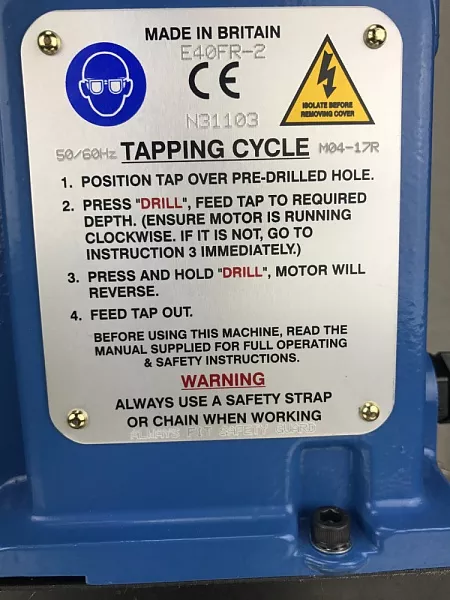 MADE IN BRITAIN
E40FR-2
CE
ISOLATE BEFORE
REMOVING COVER
N31103
50/60Hz TAPPING CYCLE M04-17R
1. POSITION TAP OVER PRE-DRILLED HOLE.
2. PRESS "DRILL", FEED TAP TO REQUIRED
DEPTH. (ENSURE MOTOR IS RUNNING
CLOCKWISE. IF IT IS NOT, GO TO
INSTRUCTION 3 IMMEDIATELY.)
3. PRESS AND HOLD "DRILL", MOTOR WILL
REVERSE.
4. FEED TAP OUT.
BEFORE USING THIS MACHINE, READ THE
MANUAL SUPPLIED FOR FULL OPERATING
& SAFETY INSTRUCTIONS.
WARNING
ALWAYS USE A SAFETY STRAP
OR CHAIN WHEN WORKING
ALWAYS FIT SAFETY GUARD